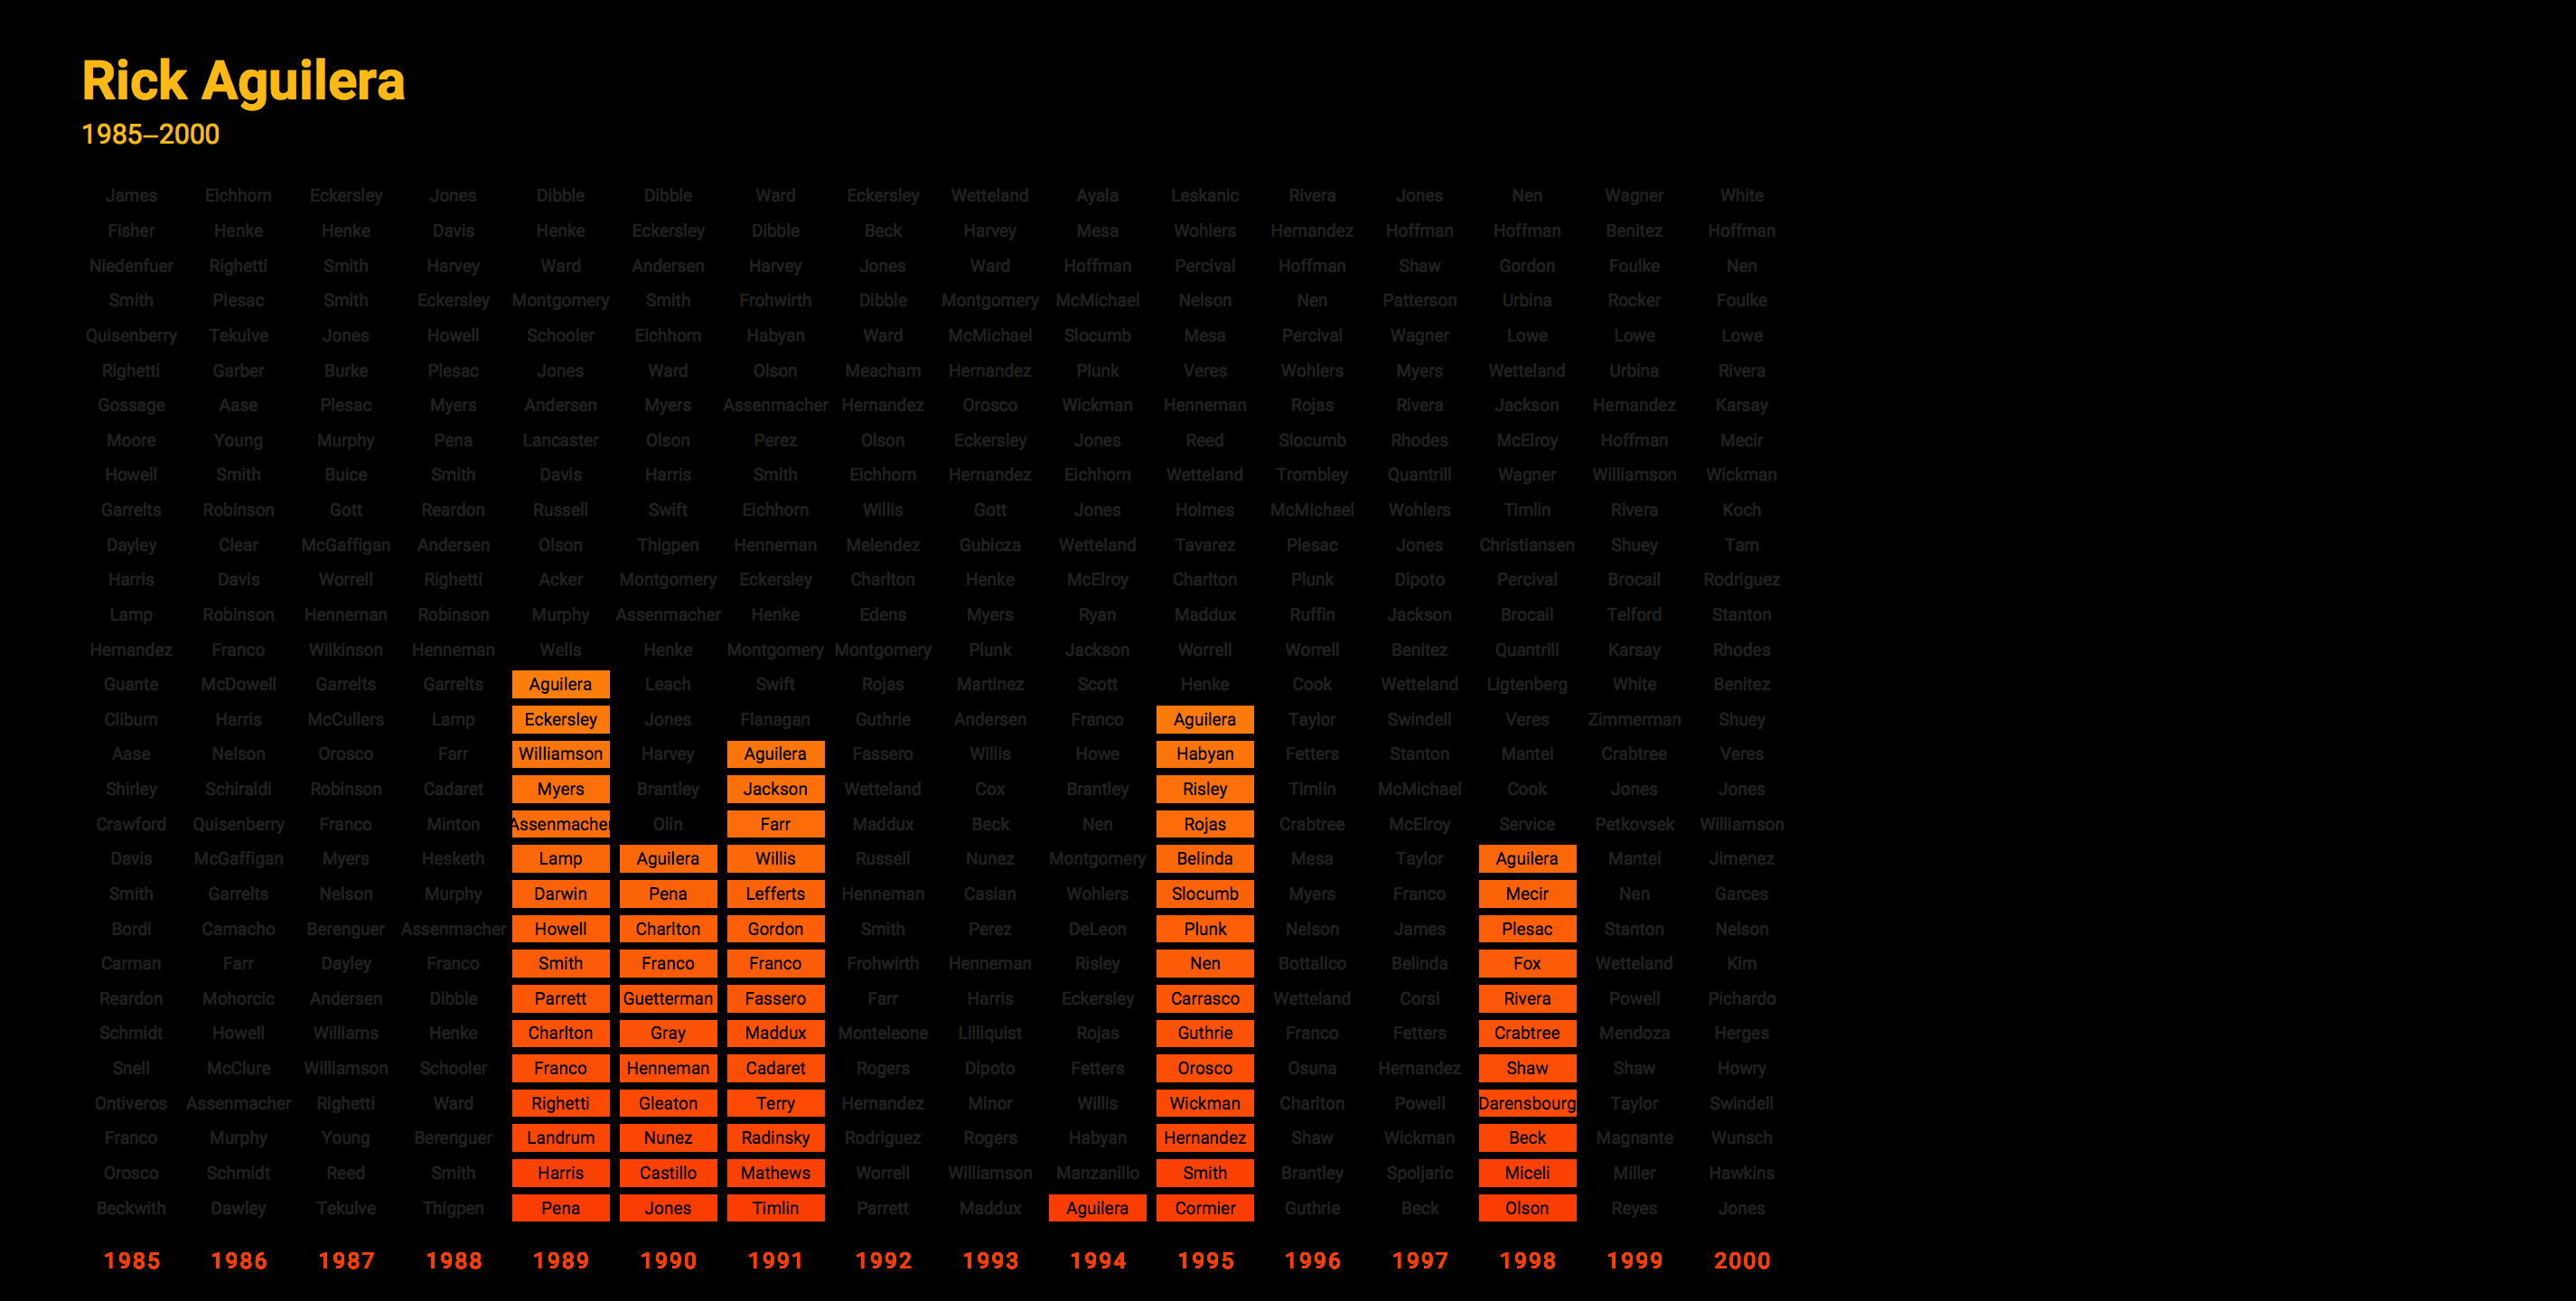 Rick Aguilera
1985–2000
James Eichhorn Eckersley Jones Dibble Dibble Ward Eckersley Wetteland Ayala Leskanic Rivera Jones Nen Wagner White
Fisher Henke Henke Davis Henke Eckersley Dibble Beck Harvey Mesa Wohlers Hernandez Hoffman Hoffman Benitez Hoffman
Niedenfuer Righetti Smith Harvey Ward Andersen Harvey Jones Ward Hoffman Percival Hoffman Shaw Gordon Foulke Nen
Smith Plesac Smith Eckersley Montgomery Smith Frohwirth Dibble Montgomery McMichael Nelson Nen Patterson Urbina Rocker Foulke
Quisenberry Tekulve Jones Howell Schooler Eichhorn Habyan Ward McMichael Slocumb Mesa Percival Wagner Lowe Lowe Lowe
Righetti Garber Burke Plesac Jones Ward Olson Meacham Hernandez Plunk Veres Wohlers Myers Wetteland Urbina Rivera
Gossage Aase Plesac Myers Andersen Myers Assenmacher Hernandez Orosco Wickman Henneman Rojas Rivera Jackson Hernandez Karsay
Moore Young Murphy Pena Lancaster Olson Perez Olson Eckersley Jones Reed Slocumb Rhodes McElroy Hoffman Mecir
Howell Smith Buice Smith Davis Harris Smith Eichhorn Hernandez Eichhorn Wetteland Trombley Quantrill Wagner Williamson Wickman
Garrelts Robinson Gott Reardon Russell Swift Eichhorn Willis Gott Jones Holmes McMichael Wohlers Timlin Rivera Koch
Dayley Clear McGaffigan Andersen Olson Thigpen Henneman Melendez Gubicza Wetteland Tavarez Plesac Jones Christiansen Shuey Tam
Harris Davis Worrell Righetti Acker Montgomery Eckersley Charlton Henke McElroy Charlton Plunk Dipoto Percival Brocail Rodriguez
Lamp Robinson Henneman Robinson Murphy Assenmacher Henke Edens Myers Ryan Maddux Ruffin Jackson Brocail Telford Stanton
Hernandez Franco Wilkinson Henneman Wells Henke Montgomery Montgomery Plunk Jackson Worrell Worrell Benitez Quantrill Karsay Rhodes
Guante McDowell Garrelts Garrelts Aguilera Leach Swift Rojas Martinez Scott Henke Cook Wetteland Ligtenberg White Benitez
Cliburn Harris McCullers Lamp Eckersley Jones Flanagan Guthrie Andersen Franco Aguilera Taylor Swindell Veres Zimmerman Shuey
Aase Nelson Orosco Farr Williamson Harvey Aguilera Fassero Willis Howe Habyan Fetters Stanton Mantei Crabtree Veres
Shirley Schiraldi Robinson Cadaret Myers Brantley Jackson Wetteland Cox Brantley Risley Timlin McMichael Cook Jones Jones
Crawford Quisenberry Franco Minton Assenmacher Olin Farr Maddux Beck Nen Rojas Crabtree McElroy Service Petkovsek Williamson
Davis McGaffigan Myers Hesketh Lamp Aguilera Willis Russell Nunez Montgomery Belinda Mesa Taylor Aguilera Mantei Jimenez
Smith Garrelts Nelson Murphy Darwin Pena Lefferts Henneman Casian Wohlers Slocumb Myers Franco Mecir Nen Garces
Bordi Camacho Berenguer Assenmacher Howell Charlton Gordon Smith Perez DeLeon Plunk Nelson James Plesac Stanton Nelson
Carman Farr Dayley Franco Smith Franco Franco Frohwirth Henneman Risley Nen Bottalico Belinda Fox Wetteland Kim
Reardon Mohorcic Andersen Dibble Parrett Guetterman Fassero Farr Harris Eckersley Carrasco Wetteland Corsi Rivera Powell Pichardo
Schmidt Howell Williams Henke Charlton Gray Maddux Monteleone Lilliquist Rojas Guthrie Franco Fetters Crabtree Mendoza Herges
Snell McClure Williamson Schooler Franco Henneman Cadaret Rogers Dipoto Fetters Orosco Osuna Hernandez Shaw Shaw Howry
Ontiveros Assenmacher Righetti Ward Righetti Gleaton Terry Hernandez Minor Willis Wickman Charlton Powell Darensbourg Taylor Swindell
Franco Murphy Young Berenguer Landrum Nunez Radinsky Rodriguez Rogers Habyan Hernandez Shaw Wickman Beck Magnante Wunsch
Orosco Schmidt Reed Smith Harris Castillo Mathews Worrell Williamson Manzanillo Smith Brantley Spoljaric Miceli Miller Hawkins
Beckwith Dawley Tekulve Thigpen Pena Jones Timlin Parrett Maddux Aguilera Cormier Guthrie Beck Olson Reyes Jones
1985 1986 1987 1988 1989 1990 1991 1992 1993 1994 1995 1996 1997 1998 1999 2000